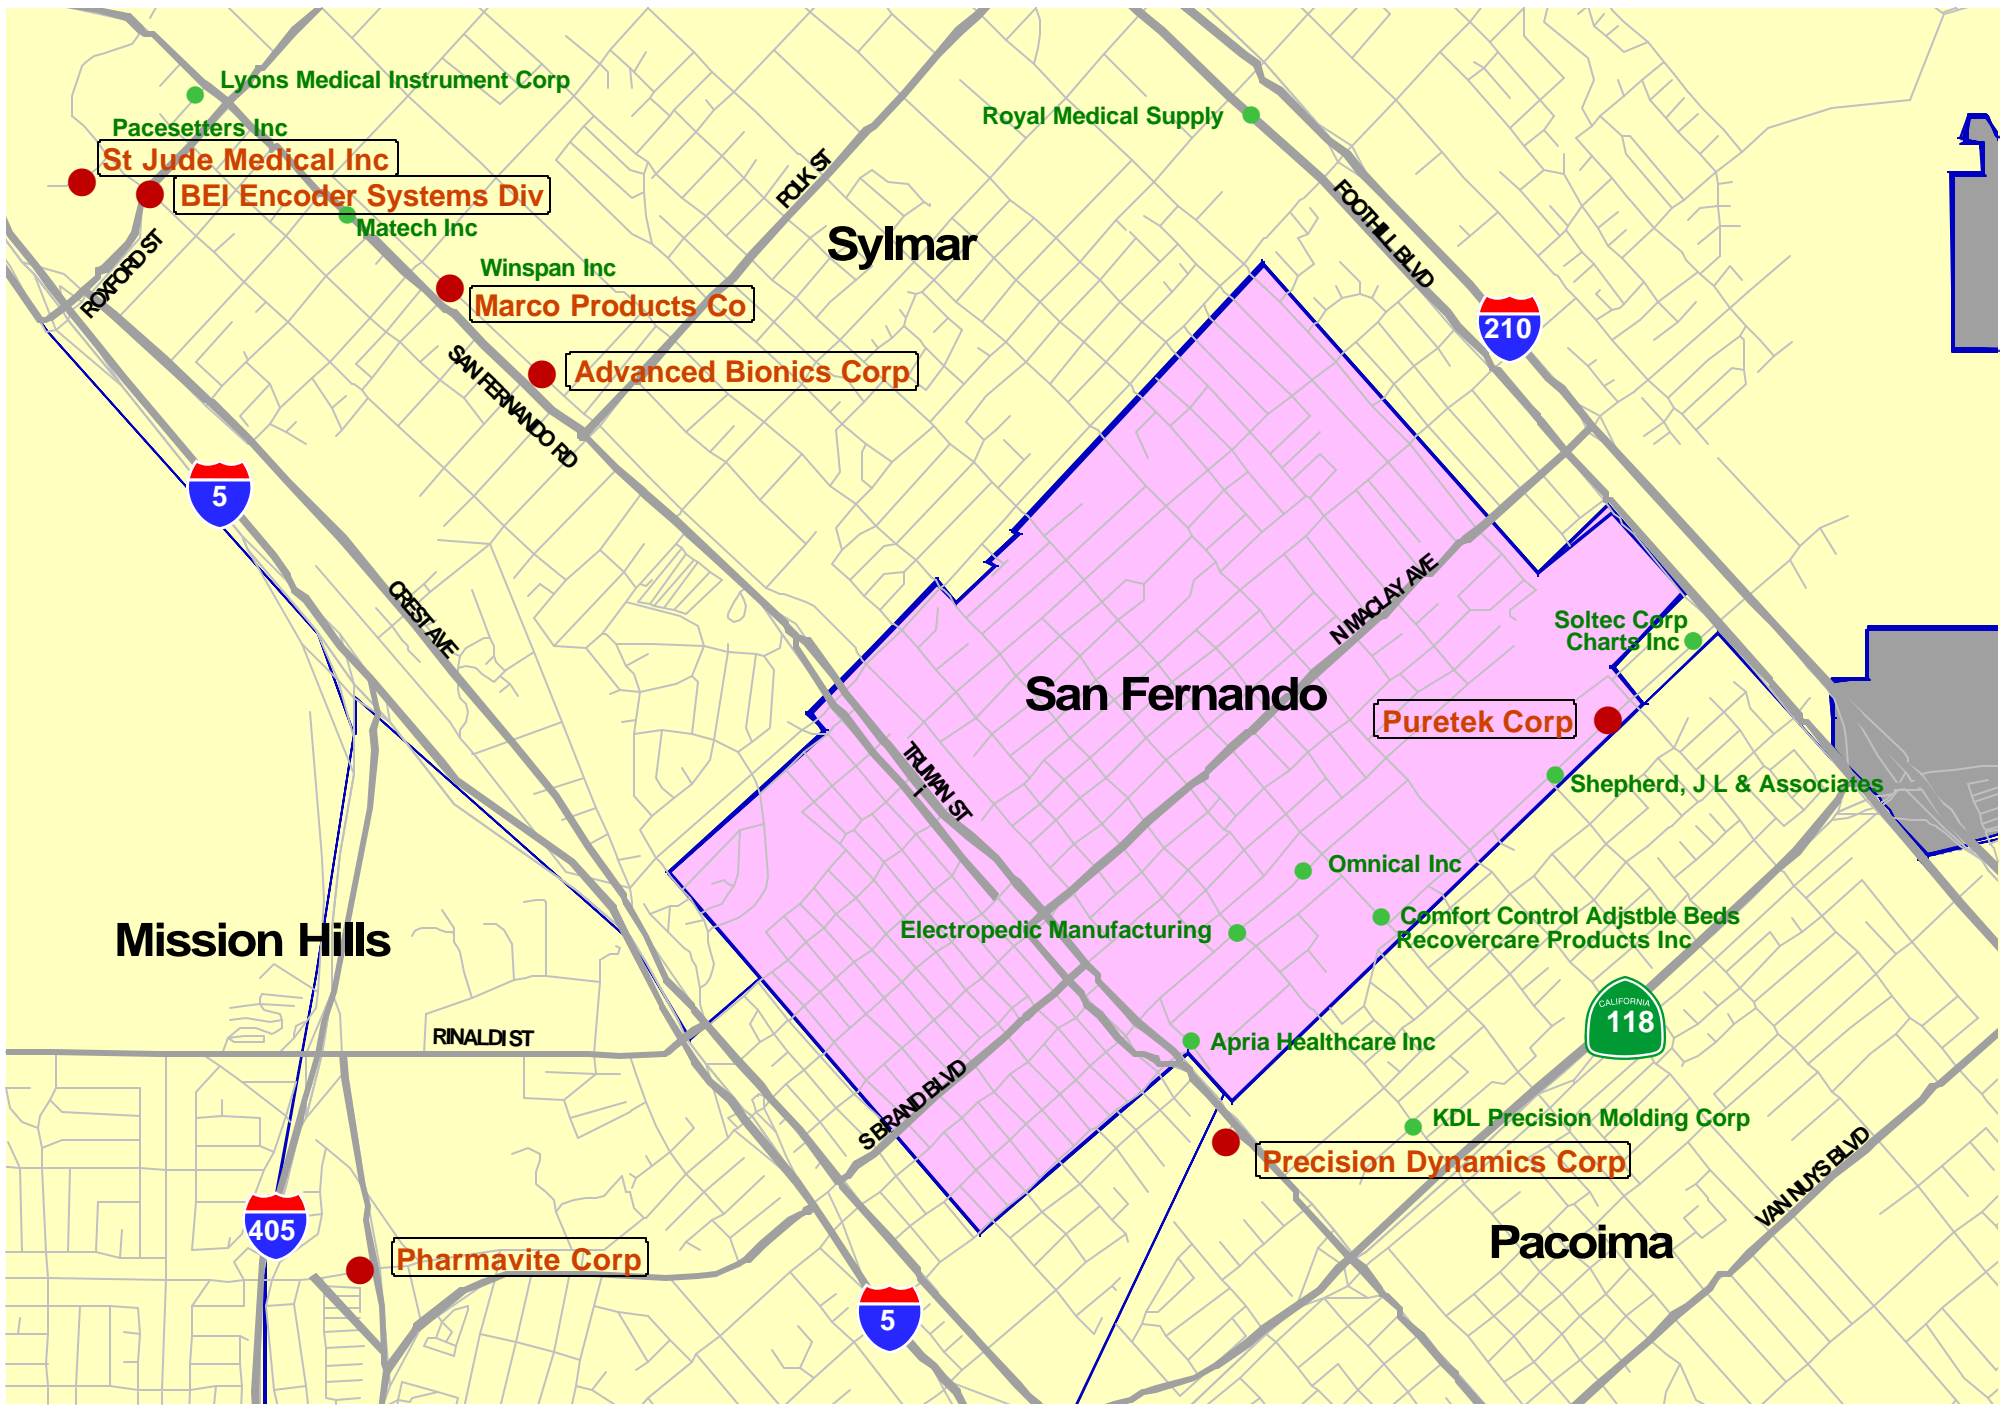 Lyons Medical Instrument Corp
Royal Medical Supply
Pacesetters Inc
St Jude Medical Inc
BEI Encoder Systems Div
Matech Inc
POLK ST
FOOTHILL BLVD
ROXFORD ST
Sylmar
Winspan Inc
Marco Products Co
210
SAN FERNANDO RD
Advanced Bionics Corp
5
CREST AVE
N MACLAY AVE
Soltec Corp
Charts Inc
San Fernando
Puretek Corp
TRUMAN ST
Shepherd, J L & Associates
Omnical Inc
Mission Hills
Electropedic Manufacturing
Comfort Control Adjstble Beds
Recovercare Products Inc
CALIFORNIA
118
RINALDI ST
Apria Healthcare Inc
S BRAND BLVD
KDL Precision Molding Corp
Precision Dynamics Corp
VAN NUYS BLVD
405
Pacoima
Pharmavite Corp
5